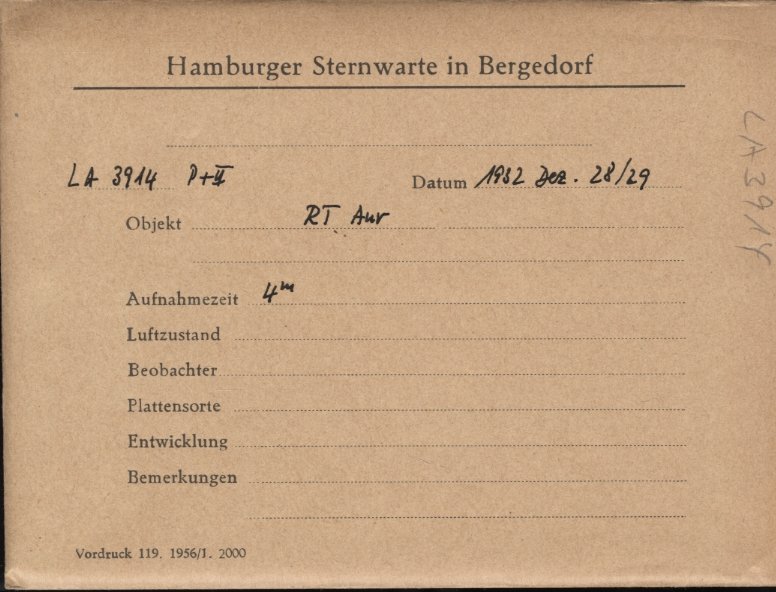 Hamburger Sternwarte in Bergedorf
LA 3914 P+II Datum 1932 Dez. 28/29
Objekt RT Aur
Aufnahmezeit 4m
Luftzustand
Beobachter
Plattensorte
Entwicklung
Bemerkungen
Vordruck 119. 1956/1. 2000
LA 3914